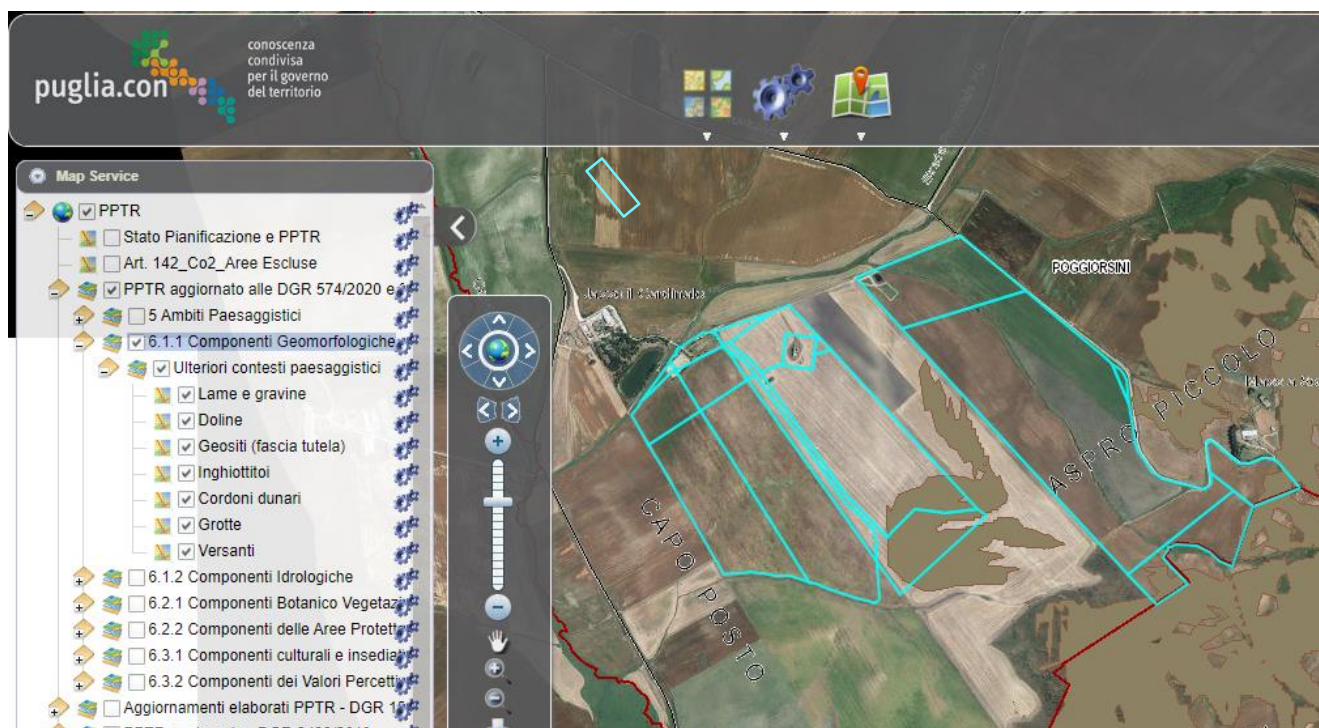 puglia.con
conoscenza
condivisa
per il governo
del territorio
Map Service
PPTR
Stato Pianificazione e PPTR
Art. 142_Co2_Aree Escluse
PPTR aggiornato alle DGR 574/2020 e
5 Ambiti Paesaggistici
6.1.1 Componenti Geomorfologiche
Ulteriori contesti paesaggistici
Lame e gravine
Doline
Geositi (fascia tutela)
Inghiottitoi
Cordoni dunari
Grotte
Versanti
6.1.2 Componenti Idrologiche
6.2.1 Componenti Botanico Vegetaz
6.2.2 Componenti delle Aree Protett
6.3.1 Componenti culturali e insedia
6.3.2 Componenti dei Valori Percetti
Aggiornamenti elaborati PPTR - DGR 1
POGGIORSINI
ASPRO PICCOLO
CAPO POSTO